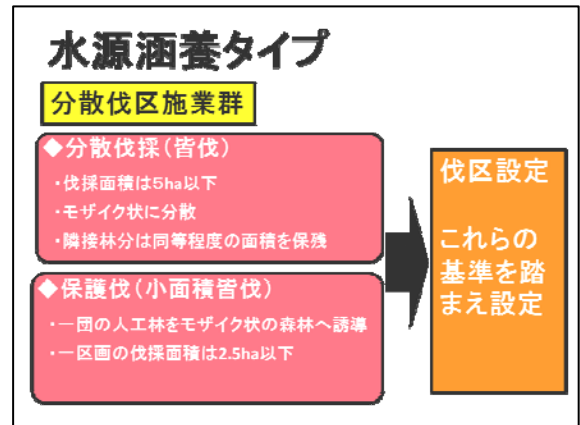 水源涵養タイプ
分散伐区施業群
◆分散伐採(皆伐)
・伐採面積は5ha以下
・モザイク状に分散
・隣接林分は同等程度の面積を保残
◆保護伐(小面積皆伐)
・一団の人工林をモザイク状の森林へ誘導
・一区画の伐採面積は2.5ha以下
伐区設定
これらの
基準を踏
まえ設定